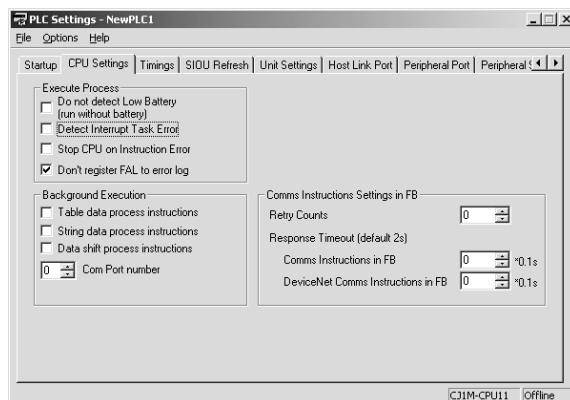 PLC Settings - NewPLC1
File Options Help
Startup CPU Settings Timings SIOU Refresh Unit Settings Host Link Port Peripheral Port Peripheral
Execute Process
Do not detect Low Battery
(run without battery)
Detect Interrupt Task Error
Stop CPU on Instruction Error
Don't register FAL to error log
Background Execution
Table data process instructions
String data process instructions
Data shift process instructions
0 Com Port number
Comms Instructions Settings in FB
Retry Counts 0
Response Timeout (default 2s)
Comms Instructions in FB 0 *0.1s
DeviceNet Comms Instructions in FB 0 *0.1s
CJ1M-CPU11 Offline